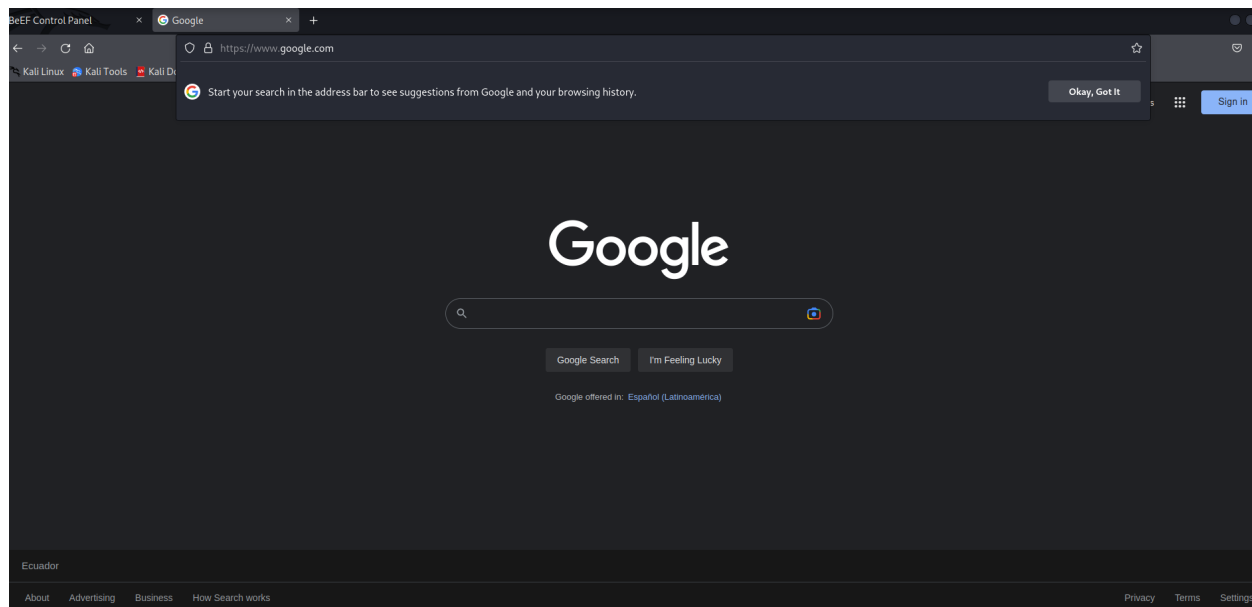 BeEF Control Panel
Google
https://www.google.com
Kali Linux Kali Tools
Start your search in the address bar to see suggestions from Google and your browsing history.
Okay, Got It
Sign in
Google
Google Search I'm Feeling Lucky
Google offered in: Español (Latinoamérica)
Ecuador
About Advertising Business How Search works Privacy Terms Settings